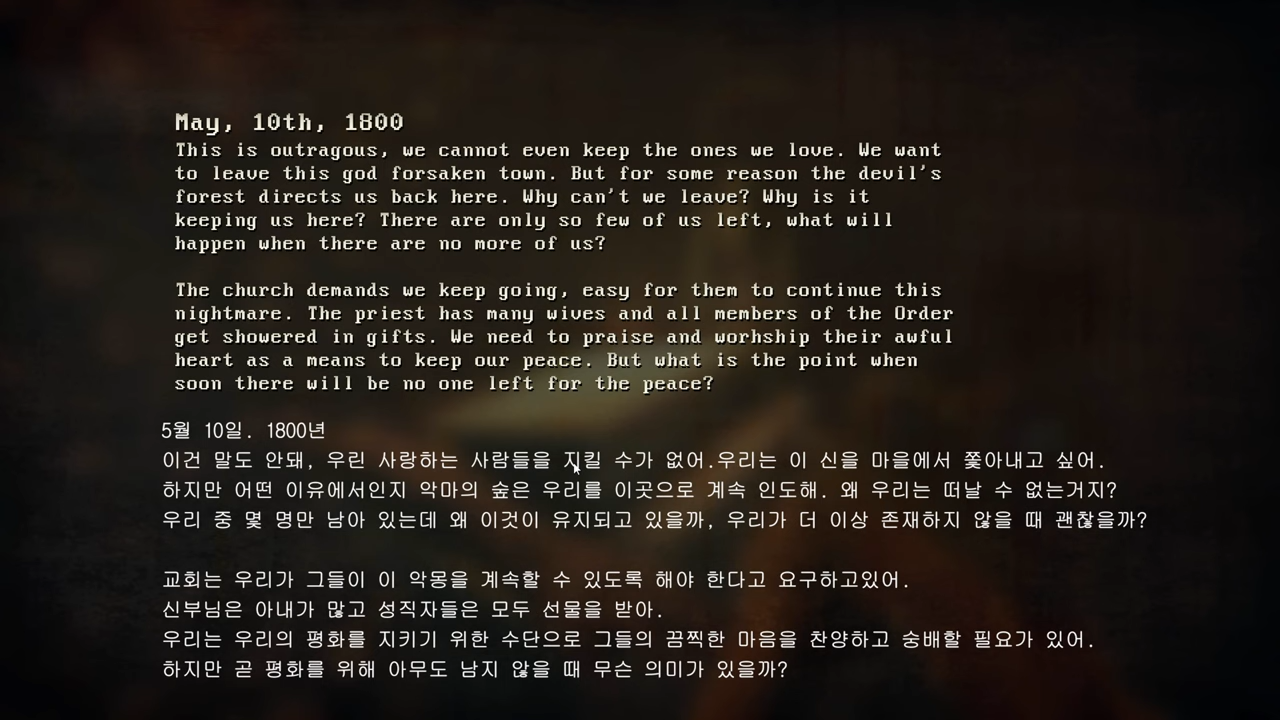 May, 10th, 1800
This is outragous, we cannot even keep the ones we love. We want
to leave this god forsaken town. But for some reason the devil's
forest directs us back here. Why can't we leave? Why is it
keeping us here? There are only so few of us left, what will
happen when there are no more of us?
The church demands we keep going, easy for them to continue this
nightmare. The priest has many wives and all members of the Order
get showered in gifts. We need to praise and worhship their awful
heart as a means to keep our peace. But what is the point when
soon there will be no one left for the peace?
5월 10일. 1800년
이건 말도 안돼, 우린 사랑하는 사람들을 지킬 수가 없어.우리는 이 신을 마을에서 쫓아내고 싶어.
하지만 어떤 이유에서인지 악마의 숲은 우리를 이곳으로 계속 인도해. 왜 우리는 떠날 수 없는거지?
우리 중 몇 명만 남아 있는데 왜 이것이 유지되고 있을까, 우리가 더 이상 존재하지 않을 때 괜찮을까?
교회는 우리가 그들이 이 악몽을 계속할 수 있도록 해야 한다고 요구하고있어.
신부님은 아내가 많고 성직자들은 모두 선물을 받아.
우리는 우리의 평화를 지키기 위한 수단으로 그들의 끔찍한 마음을 찬양하고 숭배할 필요가 있어.
하지만 곧 평화를 위해 아무도 남지 않을 때 무슨 의미가 있을까?